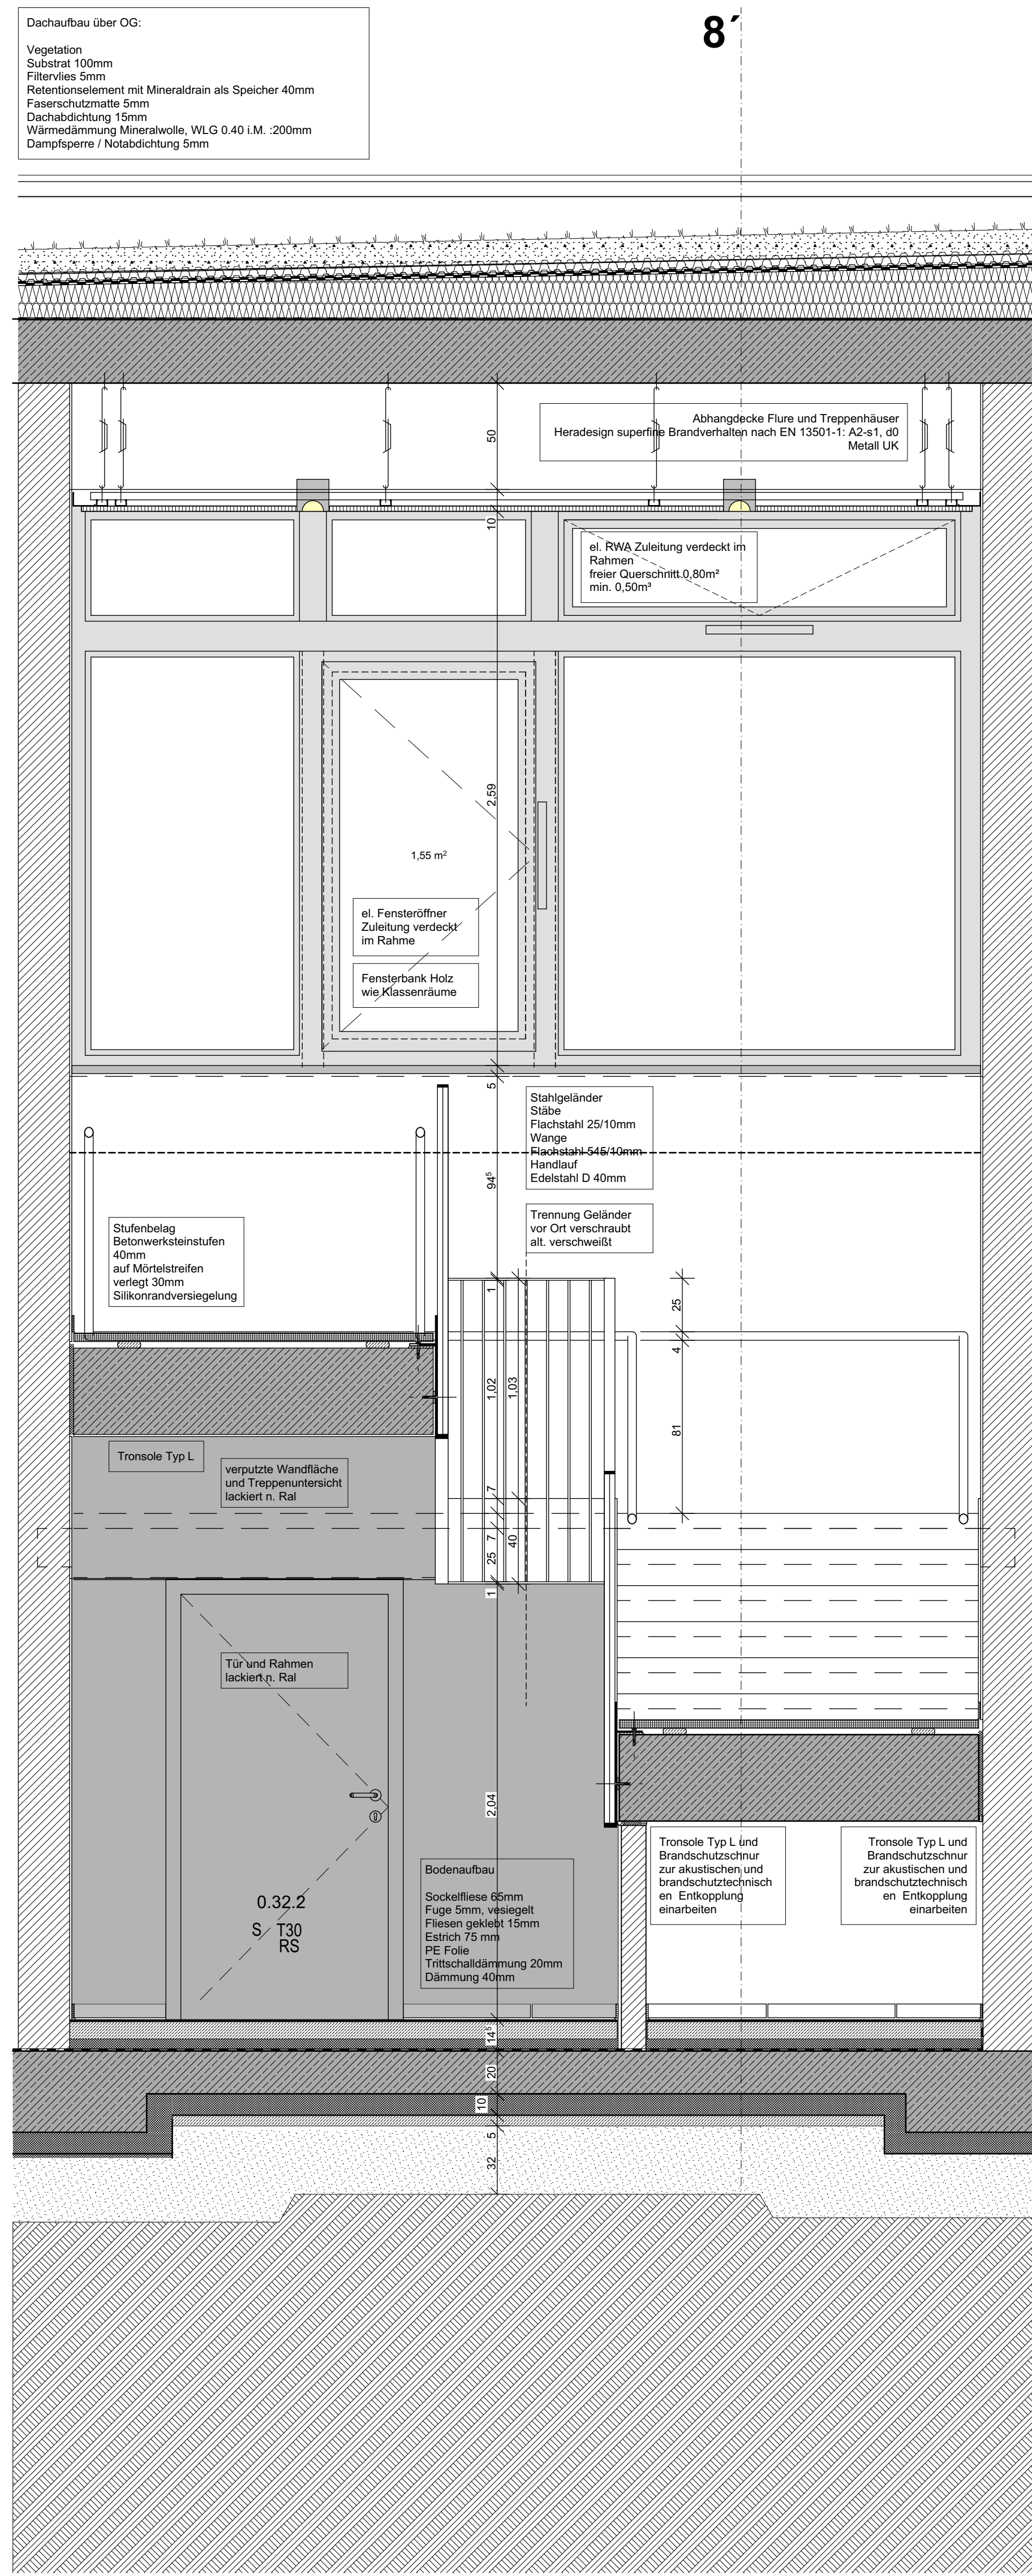 Dachaufbau über OG:
Vegetation
Substrat 100mm
Filtervlies 5mm
Retentionselement mit Mineraldrain als Speicher 40mm
Faserschutzmatte 5mm
Dachabdichtung 15mm
Wärmedämmung Mineralwolle, WLG 0.40 i.M. :200mm
Dampfsperre / Notabdichtung 5mm
8´
50
Abhangdecke Flure und Treppenhäuser
Heradesign superfine Brandverhalten nach EN 13501-1: A2-s1, d0
Metall UK
10
el. RWA Zuleitung verdeckt im
Rahmen
freier Querschnitt 0,80m²
min. 0,50m³
2,59
1,55 m²
el. Fensteröffner
Zuleitung verdeckt
im Rahme
Fensterbank Holz
wie Klassenräume
5
Stahlgeländer
Stäbe
Flachstahl 25/10mm
Wange
Flachstahl 545/10mm
Handlauf
Edelstahl D 40mm
94⁵
Trennung Geländer
vor Ort verschraubt
alt. verschweißt
Stufenbelag
Betonwerksteinstufen
40mm
auf Mörtelstreifen
verlegt 30mm
Silikonrandversiegelung
1
25
4
1,02
1,03
81
Tronsole Typ L
verputzte Wandfläche
und Treppenuntersicht
lackiert n. Ral
7
7
40
25
1
Tür und Rahmen
lackiert n. Ral
2,04
Tronsole Typ L und
Brandschutzschnur
zur akustischen und
brandschutztechnisch
en Entkopplung
einarbeiten
Tronsole Typ L und
Brandschutzschnur
zur akustischen und
brandschutztechnisch
en Entkopplung
einarbeiten
Bodenaufbau
Sockelfliese 65mm
Fuge 5mm, vesiegelt
Fliesen geklebt 15mm
Estrich 75 mm
PE Folie
Trittschalldämmung 20mm
Dämmung 40mm
0.32.2
S T30
RS
14⁵
20
10
5
32